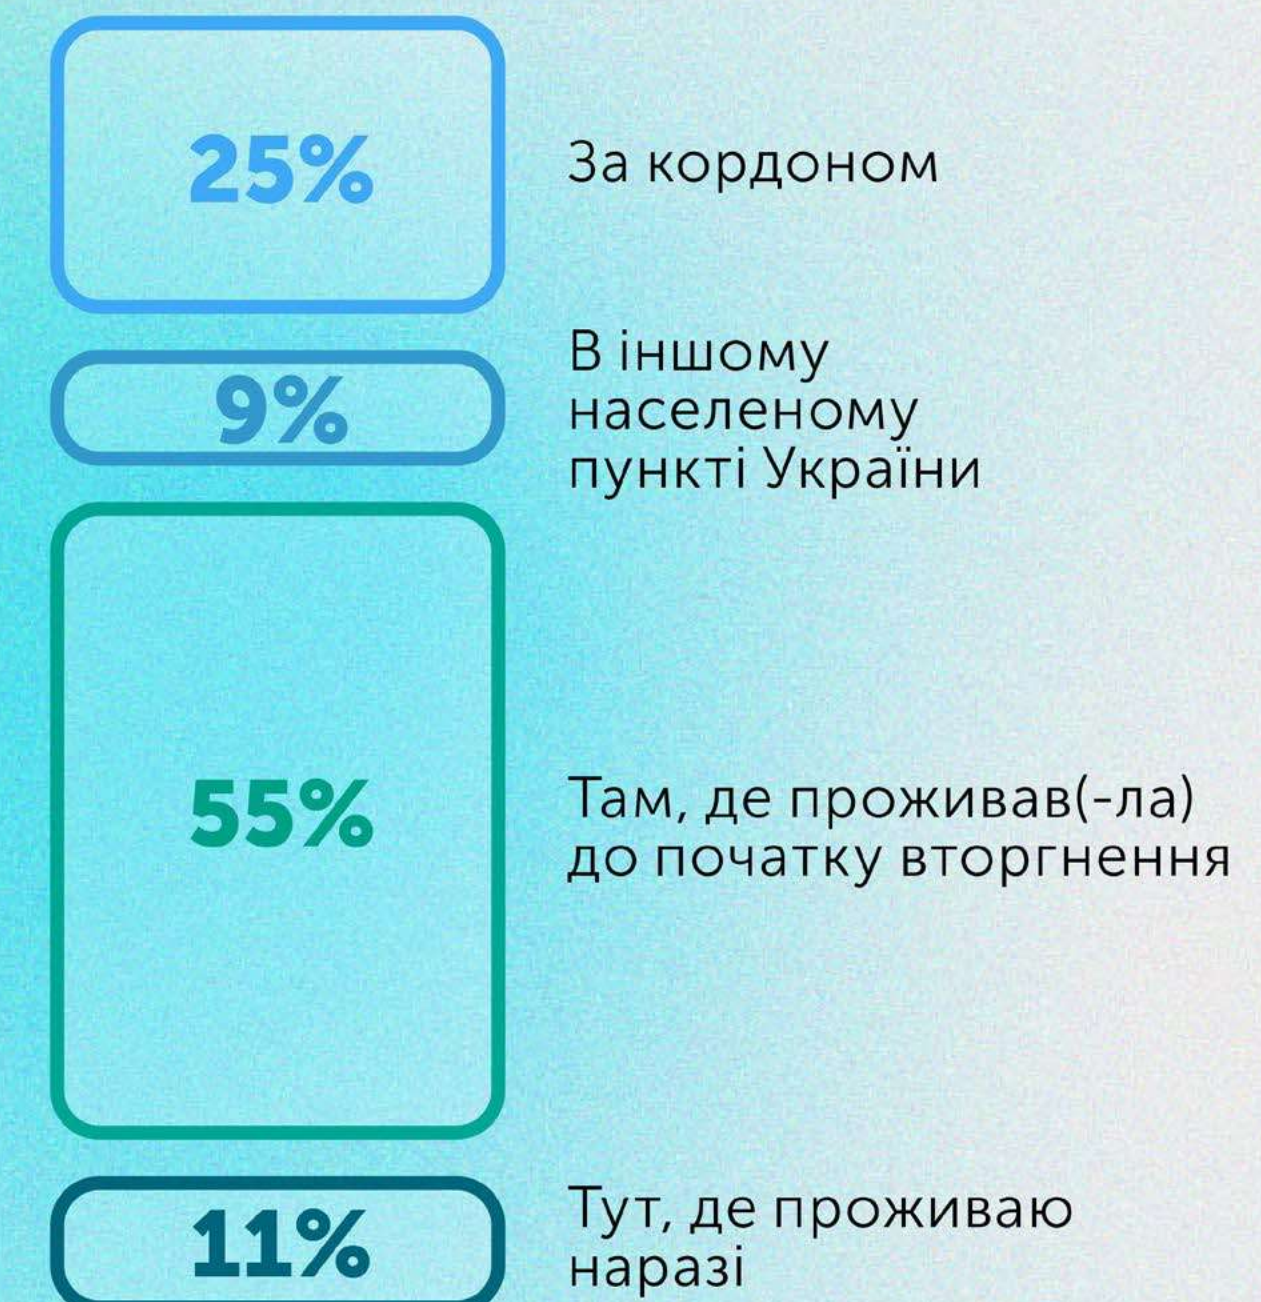 25%
За кордоном
9%
В іншому
населеному
пункті України
55%
Там, де проживав(-ла)
до початку вторгнення
11%
Тут, де проживаю
наразі